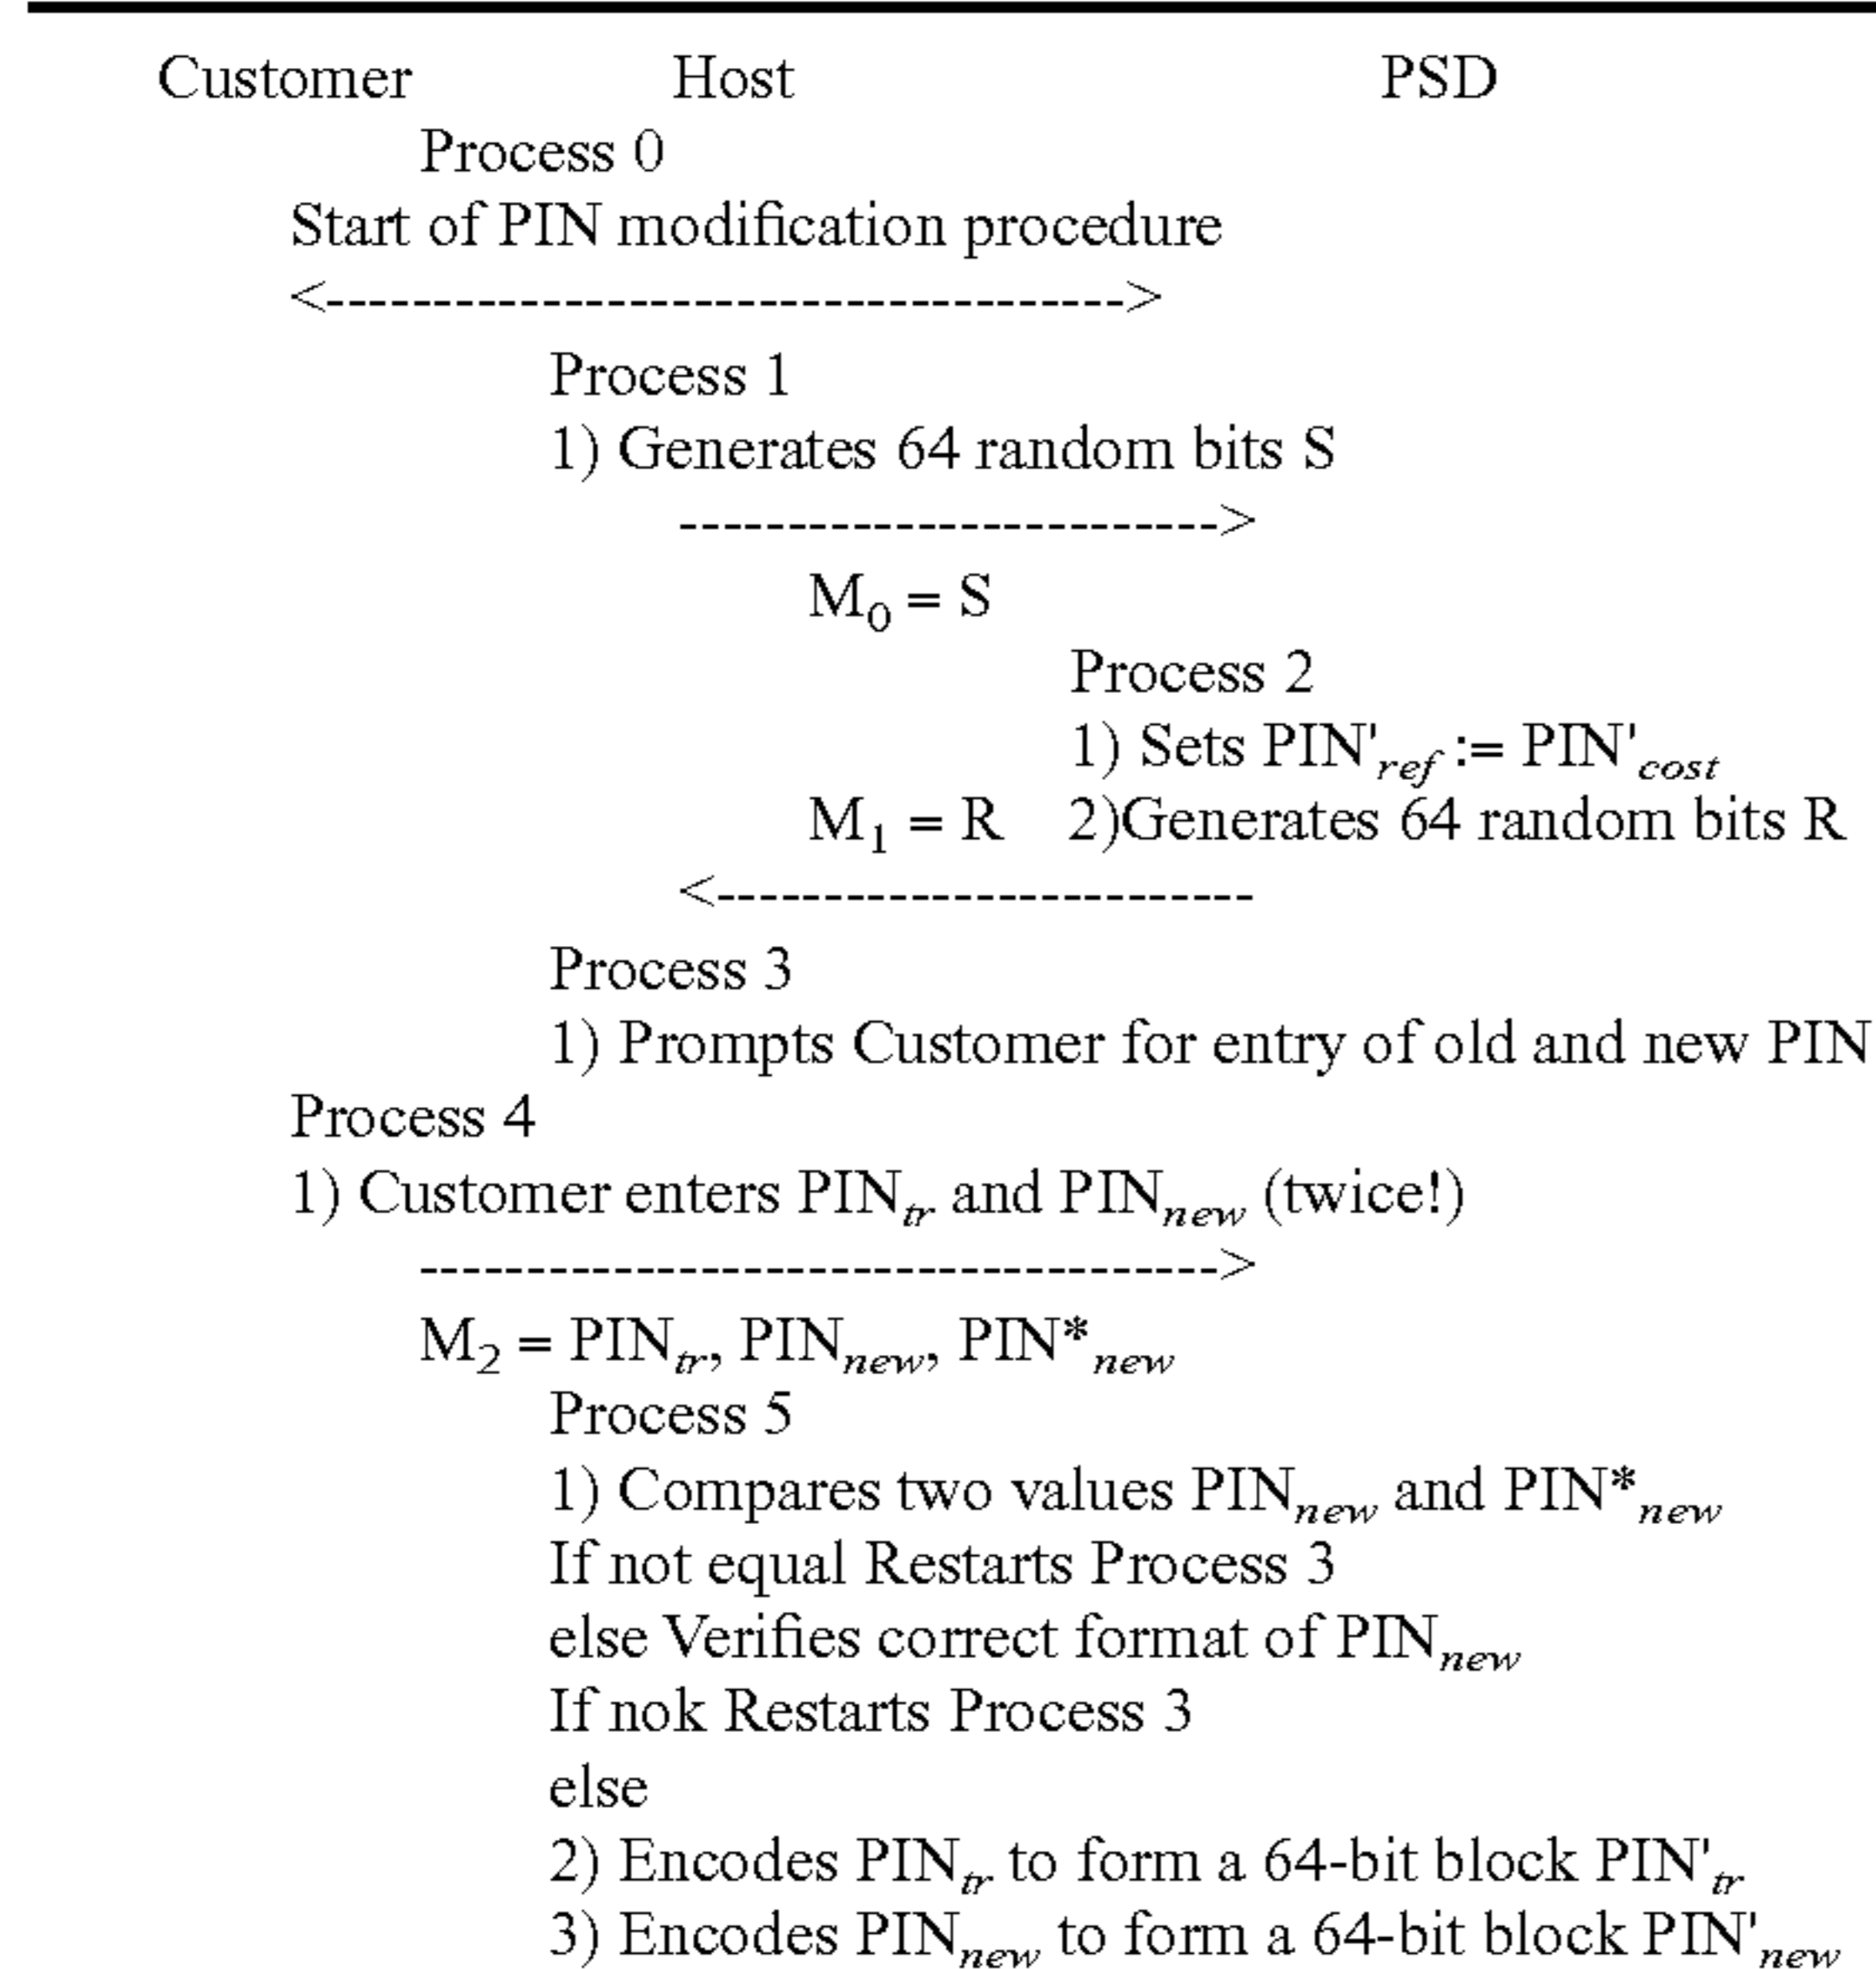 Customer Host PSD
Process 0
Start of PIN modification procedure
<------------------------------------->
Process 1
1) Generates 64 random bits S
------------------------->
M₀ = S
Process 2
1) Sets PIN'ref := PIN'cost
M₁ = R 2)Generates 64 random bits R
<-------------------------
Process 3
1) Prompts Customer for entry of old and new PIN
Process 4
1) Customer enters PINtr and PINnew (twice!)
------------------------------------->
M₂ = PINtr, PINnew, PIN*new
Process 5
1) Compares two values PINnew and PIN*new
If not equal Restarts Process 3
else Verifies correct format of PINnew
If nok Restarts Process 3
else
2) Encodes PINtr to form a 64-bit block PIN'tr
3) Encodes PINnew to form a 64-bit block PIN'new